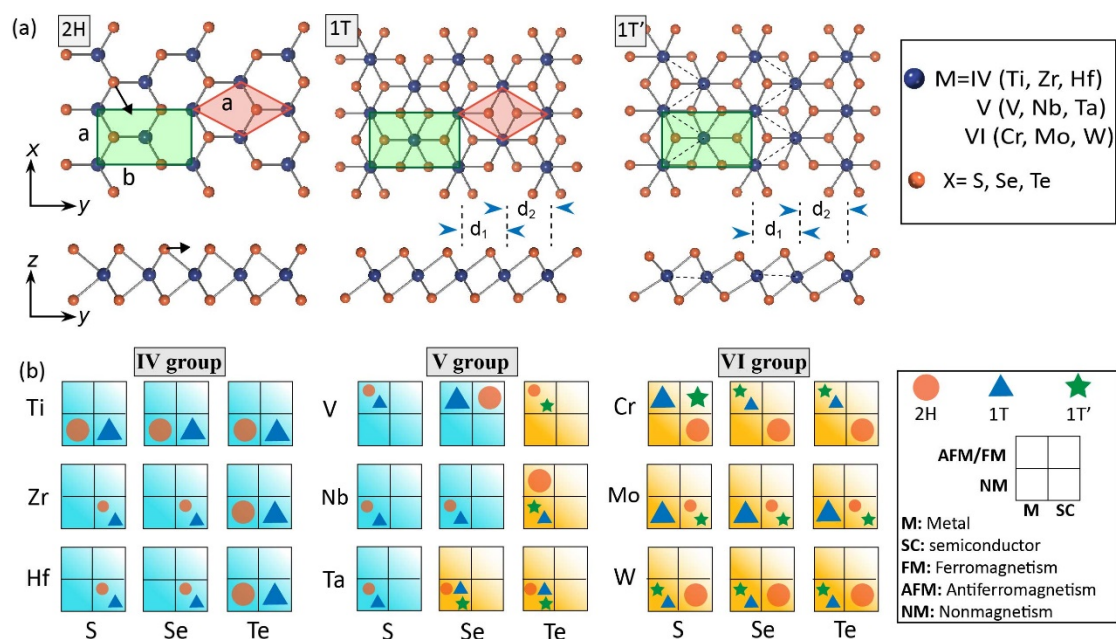 (a)
2H
1T
1T’
a
a
b
x
y
z
y
d₁
d₂
d₁
d₂
M=IV (Ti, Zr, Hf)
V (V, Nb, Ta)
VI (Cr, Mo, W)
X= S, Se, Te
(b)
IV group
V group
VI group
Ti
V
Cr
Zr
Nb
Mo
Hf
Ta
W
S Se Te
S Se Te
S Se Te
2H 1T 1T’
AFM/FM
NM
M SC
M: Metal
SC: semiconductor
FM: Ferromagnetism
AFM: Antiferromagnetism
NM: Nonmagnetism